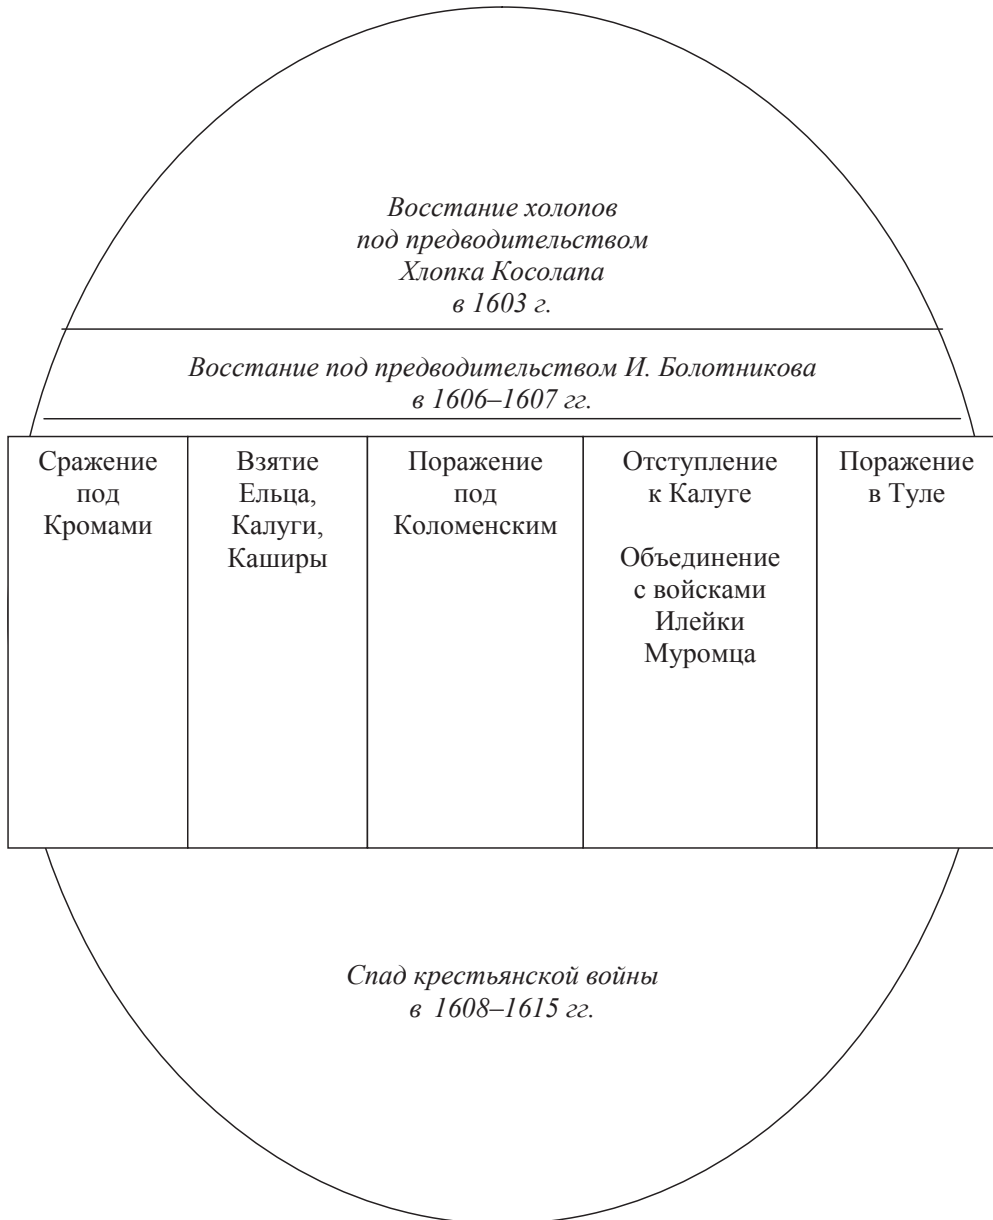 Восстание холопов
под предводительством
Хлопка Косолапа
в 1603 г.
Восстание под предводительством И. Болотникова
в 1606–1607 гг.
Сражение
под
Кромами
Взятие
Ельца,
Калуги,
Каширы
Поражение
под
Коломенским
Отступление
к Калуге
Объединение
с войсками
Илейки
Муромца
Поражение
в Туле
Спад крестьянской войны
в 1608–1615 гг.